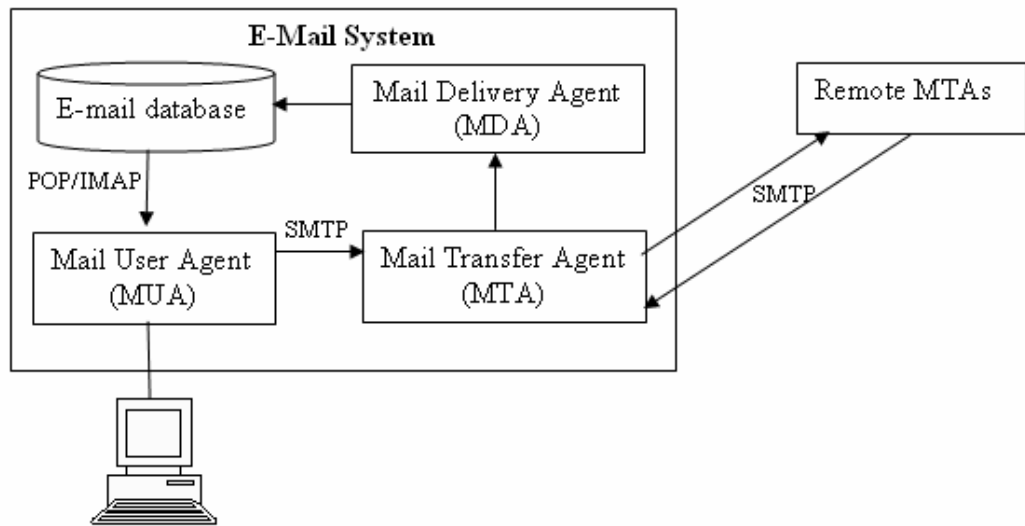 E-Mail System
E-mail database
Mail Delivery Agent
(MDA)
Remote MTAs
POP/IMAP
SMTP
SMTP
Mail User Agent
(MUA)
Mail Transfer Agent
(MTA)